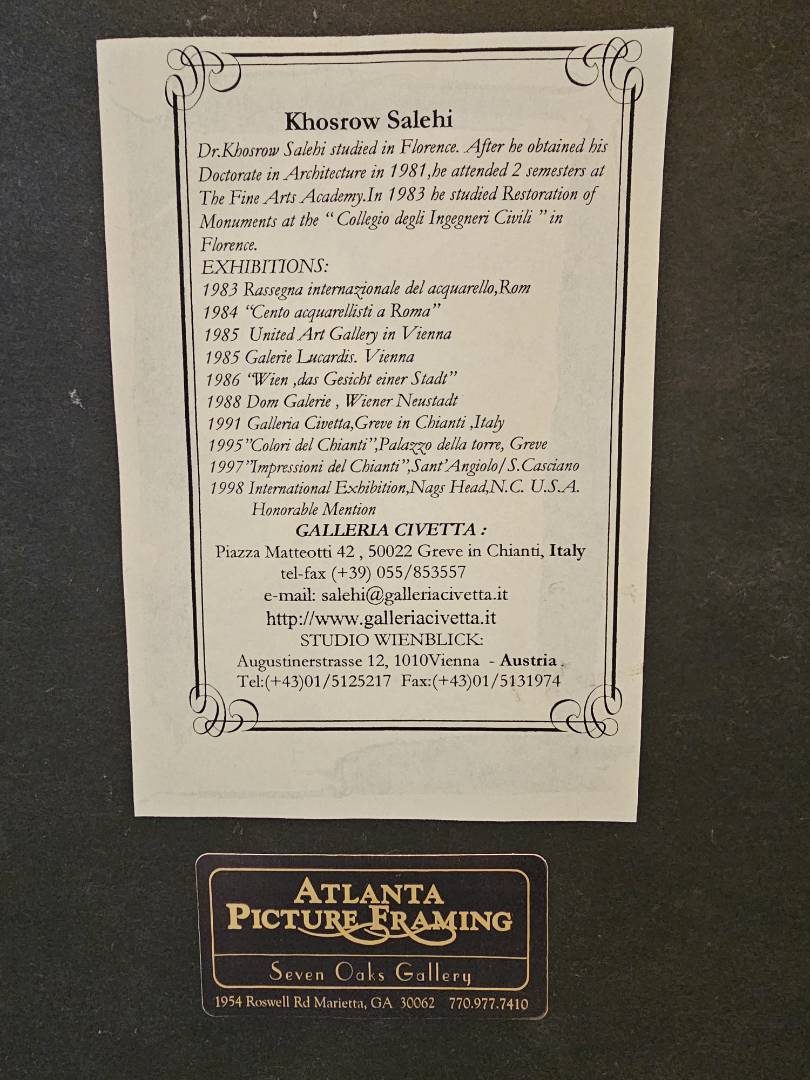 Khosrow Salehi
Dr.Khosrow Salehi studied in Florence. After he obtained his
Doctorate in Architecture in 1981,he attended 2 semesters at
The Fine Arts Academy.In 1983 he studied Restoration of
Monuments at the “ Collegio degli Ingegneri Civili ” in
Florence.
EXHIBITIONS:
1983 Rassegna internazionale del acquarello,Rom
1984 “Cento acquarellisti a Roma”
1985 United Art Gallery in Vienna
1985 Galerie Lucardis. Vienna
1986 “Wien ,das Gesicht einer Stadt”
1988 Dom Galerie , Wiener Neustadt
1991 Galleria Civetta,Greve in Chianti ,Italy
1995”Colori del Chianti”,Palazzo della torre, Greve
1997”Impressioni del Chianti”,Sant’Angiolo/S.Casciano
1998 International Exhibition,Nags Head,N.C. U.S.A.
Honorable Mention
GALLERIA CIVETTA :
Piazza Matteotti 42 , 50022 Greve in Chianti, Italy
tel-fax (+39) 055/853557
e-mail: salehi@galleriacivetta.it
http://www.galleriacivetta.it
STUDIO WIENBLICK:
Augustinerstrasse 12, 1010Vienna - Austria .
Tel:(+43)01/5125217 Fax:(+43)01/5131974
ATLANTA
PICTURE FRAMING
Seven Oaks Gallery
1954 Roswell Rd Marietta, GA 30062 770.977.7410